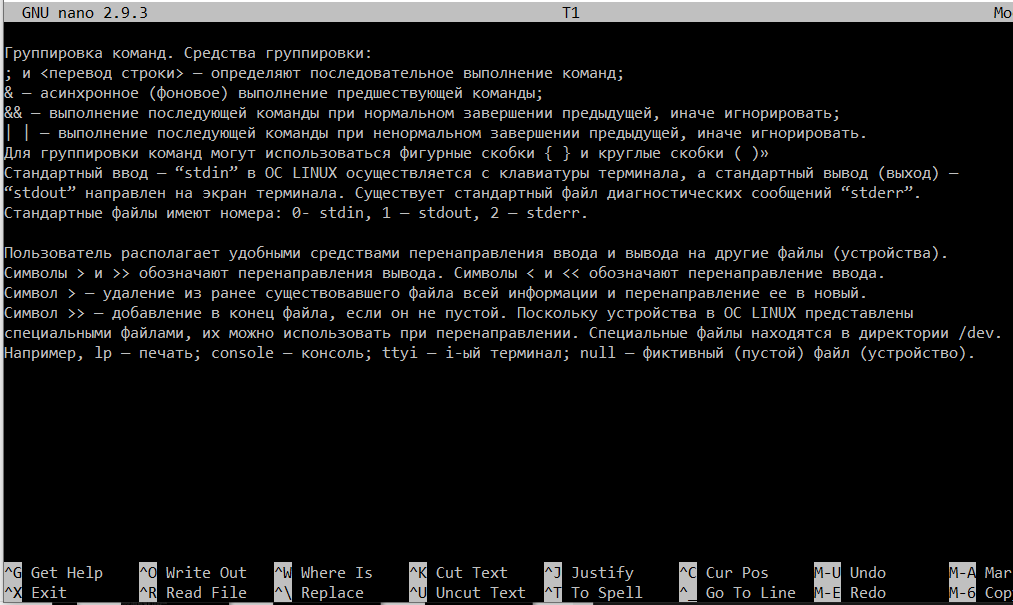 GNU nano 2.9.3 T1 Mo
Группировка команд. Средства группировки:
; и <перевод строки> — определяют последовательное выполнение команд;
& — асинхронное (фоновое) выполнение предшествующей команды;
&& — выполнение последующей команды при нормальном завершении предыдущей, иначе игнорировать;
| | — выполнение последующей команды при ненормальном завершении предыдущей, иначе игнорировать.
Для группировки команд могут использоваться фигурные скобки { } и круглые скобки ( )»
Стандартный ввод — “stdin” в ОС LINUX осуществляется с клавиатуры терминала, а стандартный вывод (выход) —
“stdout” направлен на экран терминала. Существует стандартный файл диагностических сообщений “stderr”.
Стандартные файлы имеют номера: 0- stdin, 1 — stdout, 2 — stderr.
Пользователь располагает удобными средствами перенаправления ввода и вывода на другие файлы (устройства).
Символы > и >> обозначают перенаправления вывода. Символы < и << обозначают перенаправление ввода.
Символ > — удаление из ранее существовавшего файла всей информации и перенаправление ее в новый.
Символ >> — добавление в конец файла, если он не пустой. Поскольку устройства в ОС LINUX представлены
специальными файлами, их можно использовать при перенаправлении. Специальные файлы находятся в директории /dev.
Например, lp — печать; console — консоль; ttyi — i-ый терминал; null — фиктивный (пустой) файл (устройство).
^G Get Help ^O Write Out ^W Where Is ^K Cut Text ^J Justify ^C Cur Pos M-U Undo M-A Mar
^X Exit ^R Read File ^\ Replace ^U Uncut Text ^T To Spell ^_ Go To Line M-E Redo M-6 Cop